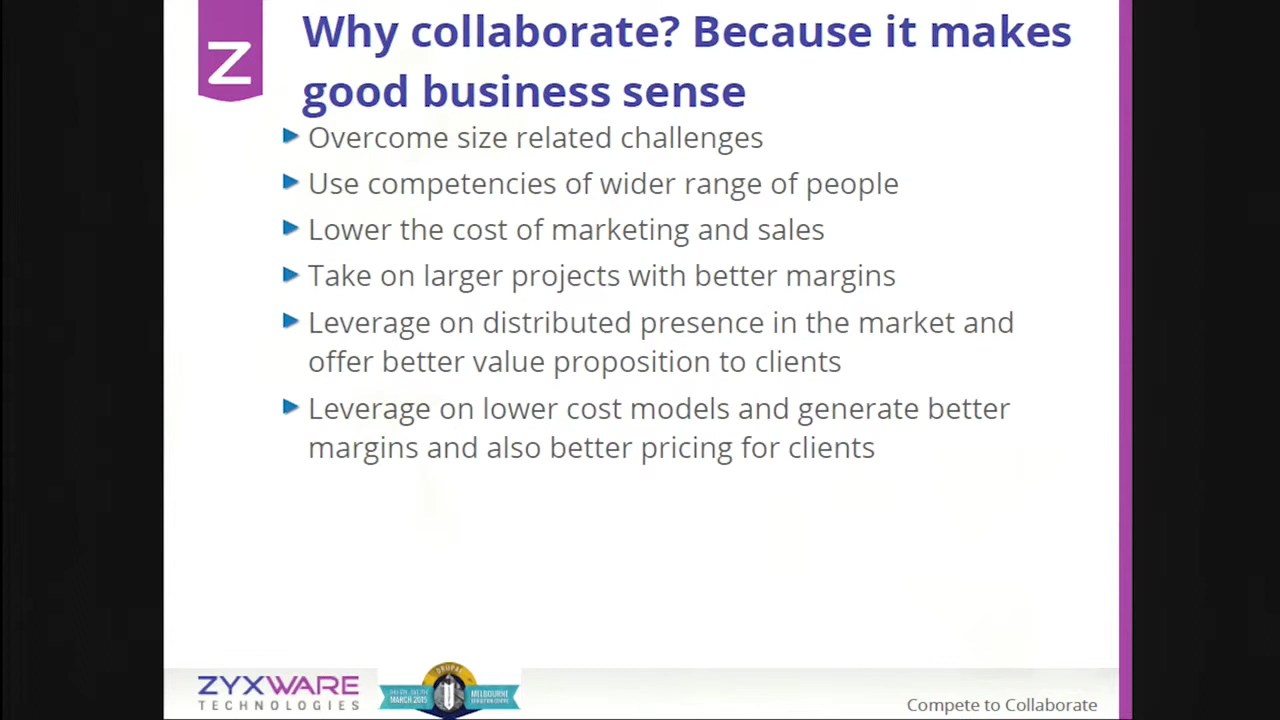 Z
Why collaborate? Because it makes
good business sense
Overcome size related challenges
Use competencies of wider range of people
Lower the cost of marketing and sales
Take on larger projects with better margins
Leverage on distributed presence in the market and
offer better value proposition to clients
Leverage on lower cost models and generate better
margins and also better pricing for clients
ZYXWARE
TECHNOLOGIES
DRUPAL
MARCH 2015
MELBOURNE
Compete to Collaborate